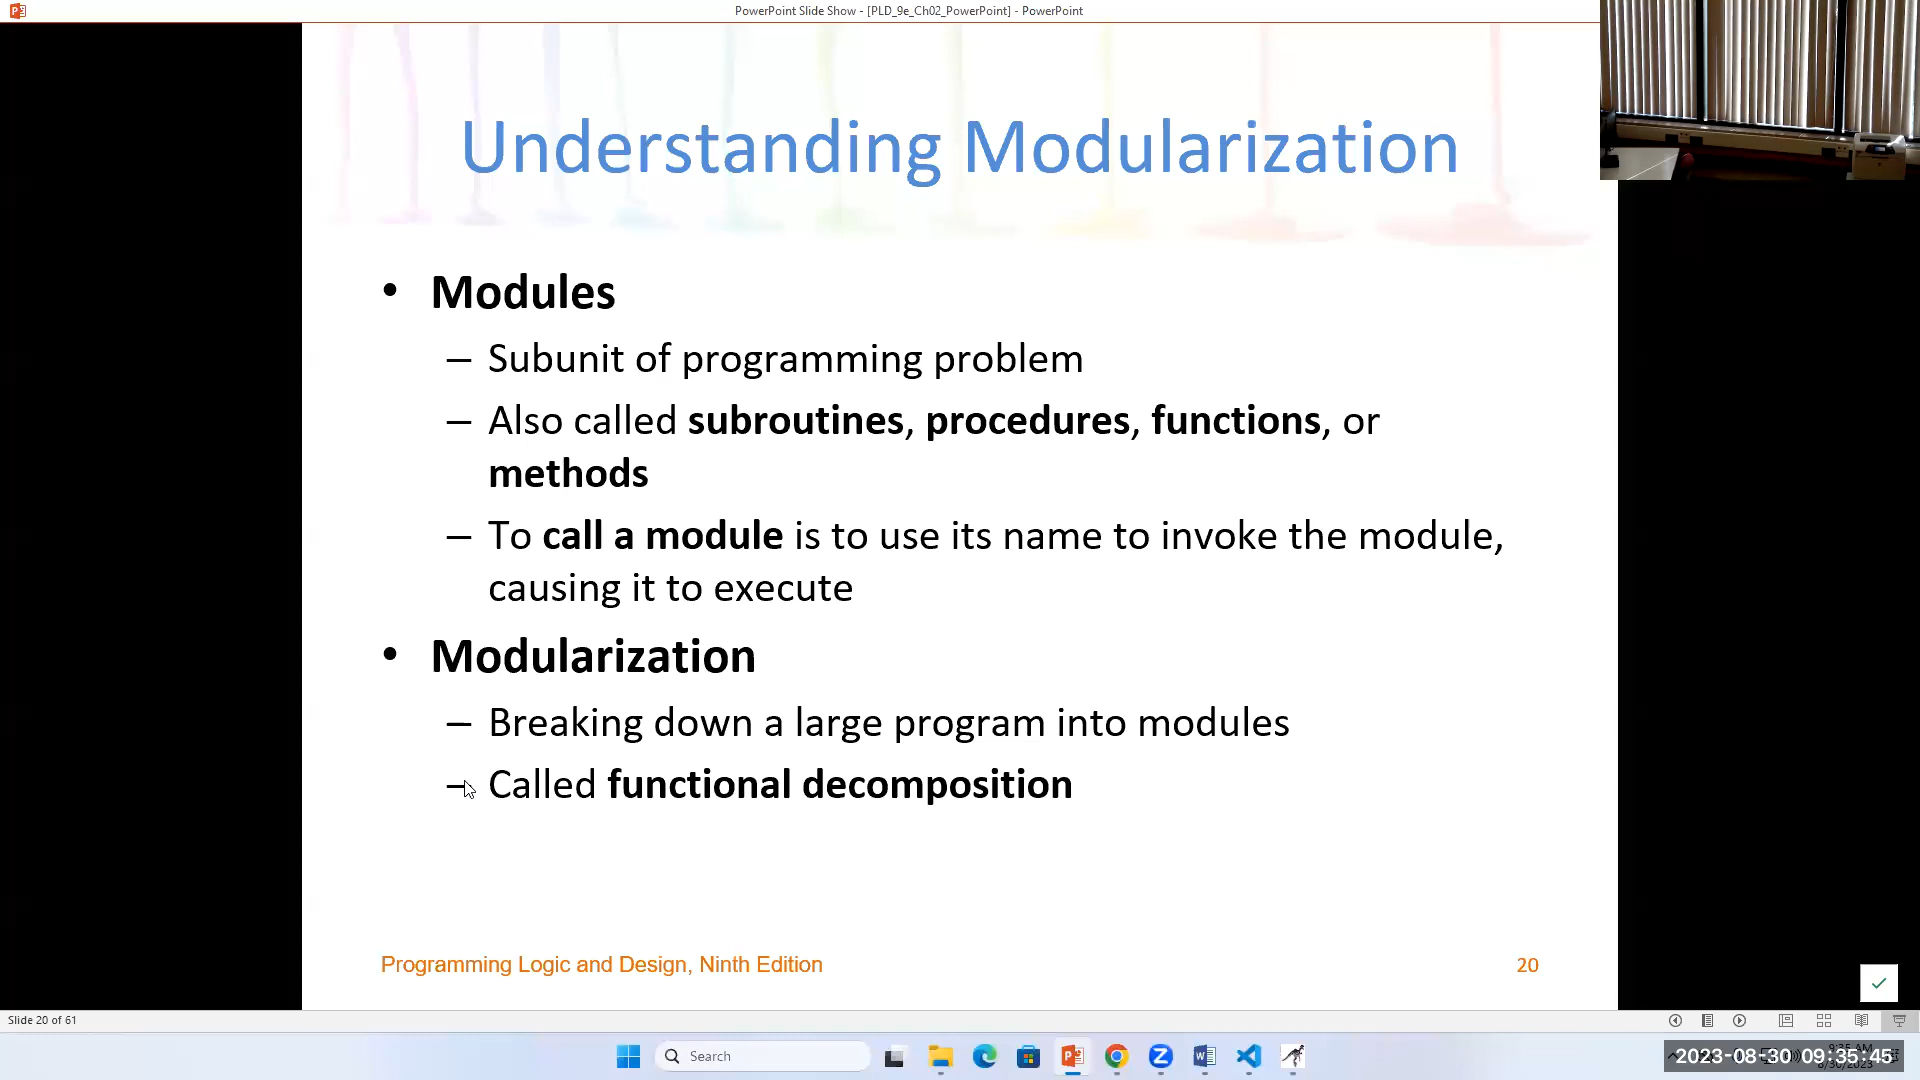 PowerPoint Slide Show - [PLD_9e_Ch02_PowerPoint] - PowerPoint
Understanding Modularization
• Modules
– Subunit of programming problem
– Also called subroutines, procedures, functions, or
methods
– To call a module is to use its name to invoke the module,
causing it to execute
• Modularization
– Breaking down a large program into modules
– Called functional decomposition
Programming Logic and Design, Ninth Edition
20
Slide 20 of 61
Search
2023-08-30 09:35:45